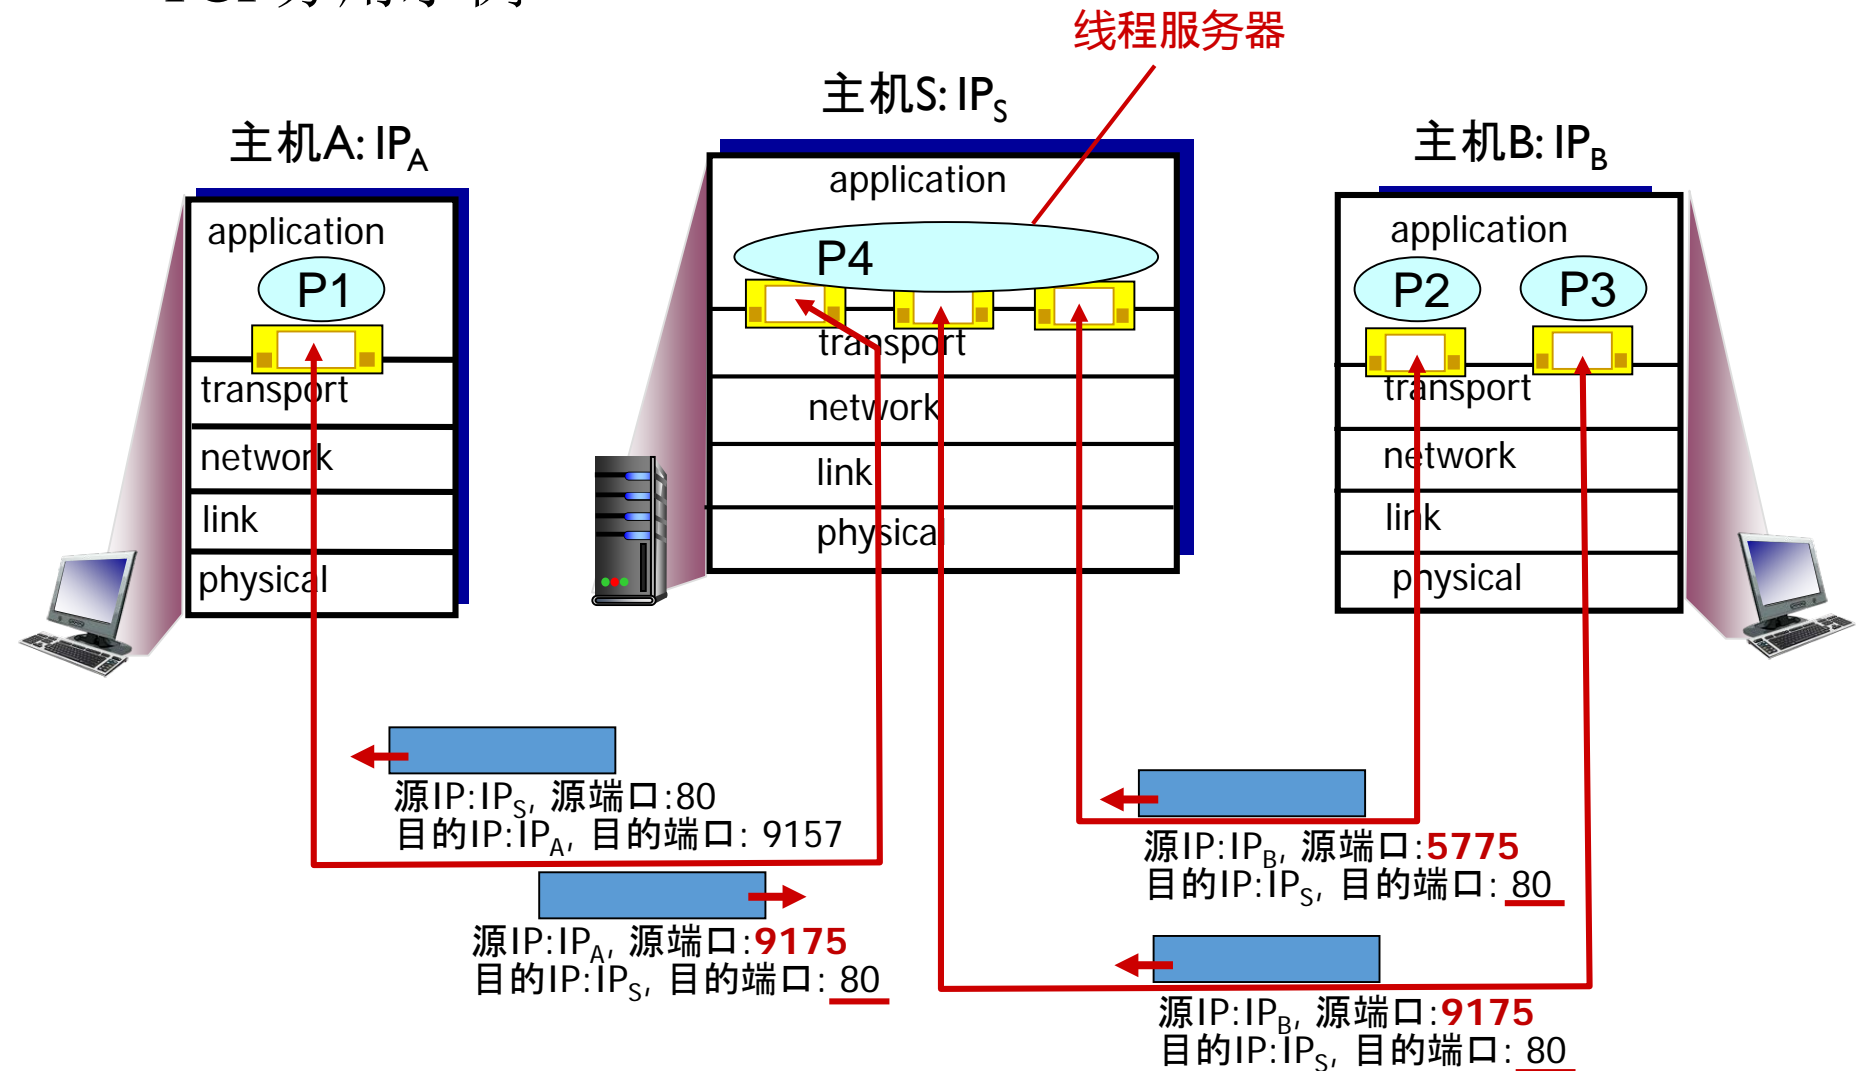 线程服务器
主机S: IPS
主机A: IPA
主机B: IPB
application
P4
transport
network
link
physical
application
P1
transport
network
link
physical
application
P2
P3
transport
network
link
physical
源IP:IPS, 源端口:80
目的IP:IPA, 目的端口: 9157
源IP:IPA, 源端口:9175
目的IP:IPS, 目的端口: 80
源IP:IPB, 源端口:5775
目的IP:IPS, 目的端口: 80
源IP:IPB, 源端口:9175
目的IP:IPS, 目的端口: 80